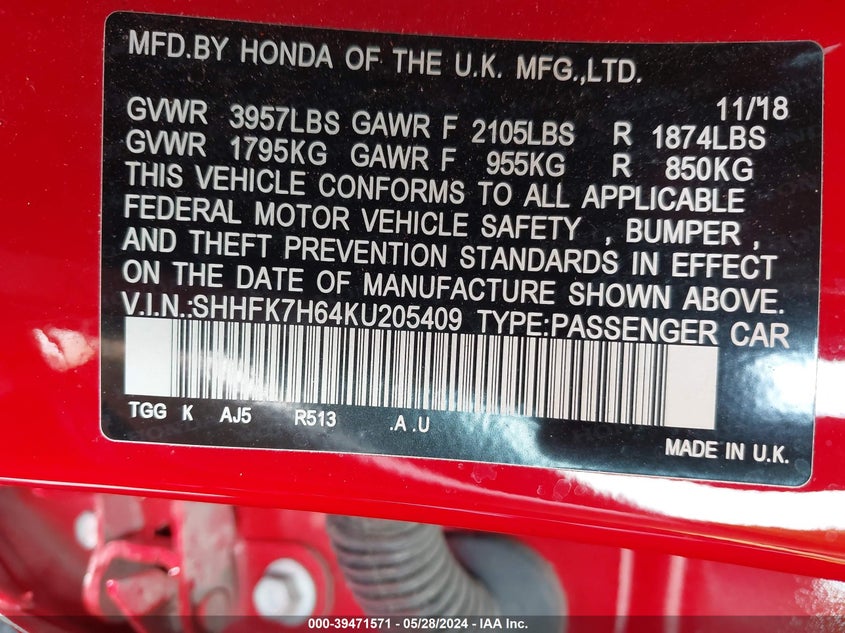 MFD.BY HONDA OF THE U.K. MFG.,LTD.
11/18
GVWR 3957LBS GAWR F 2105LBS R 1874LBS
GVWR 1795KG GAWR F 955KG R 850KG
THIS VEHICLE CONFORMS TO ALL APPLICABLE
FEDERAL MOTOR VEHICLE SAFETY , BUMPER ,
AND THEFT PREVENTION STANDARDS IN EFFECT
ON THE DATE OF MANUFACTURE SHOWN ABOVE.
V.I.N.:SHHFK7H64KU205409 TYPE:PASSENGER CAR
TGG K AJ5 R513 .A .U
MADE IN U.K.
000-39471571 / 05/28/2024 - IAA Inc.